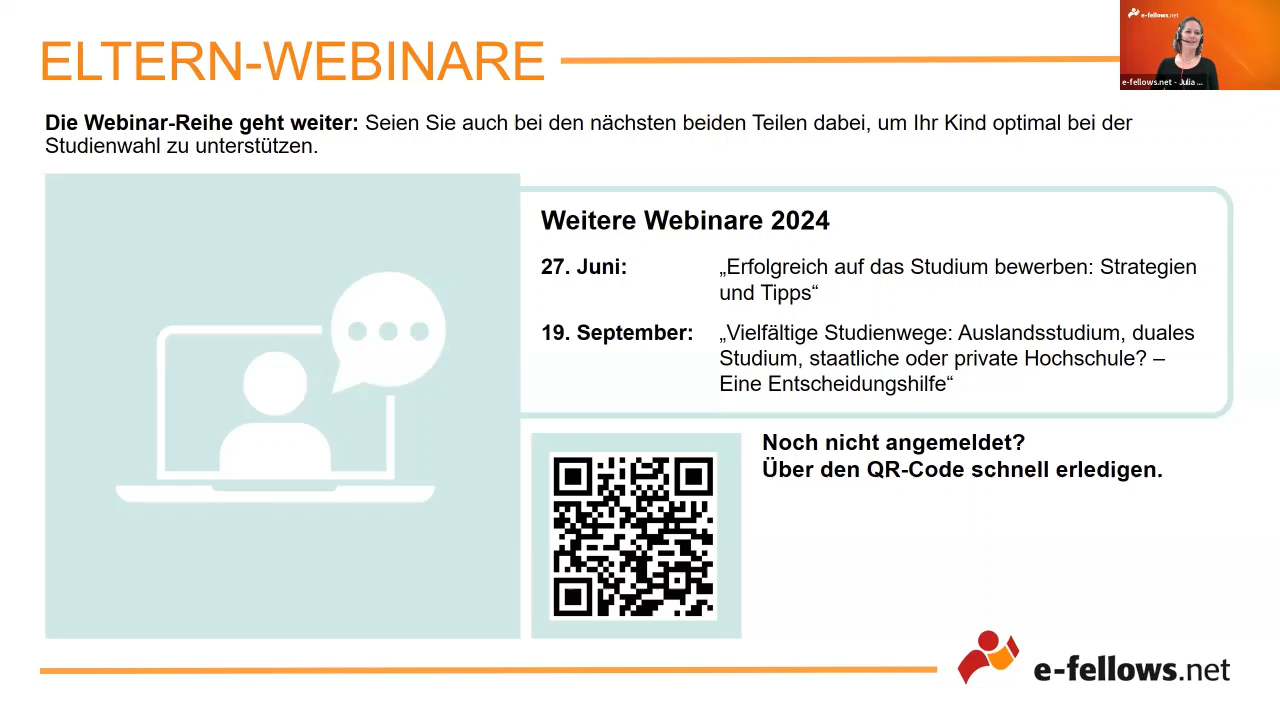 ELTERN-WEBINARE
e-fellows.net
e-fellows.net - Julia ...
Die Webinar-Reihe geht weiter: Seien Sie auch bei den nächsten beiden Teilen dabei, um Ihr Kind optimal bei der
Studienwahl zu unterstützen.
Weitere Webinare 2024
27. Juni: „Erfolgreich auf das Studium bewerben: Strategien
und Tipps“
19. September: „Vielfältige Studienwege: Auslandsstudium, duales
Studium, staatliche oder private Hochschule? –
Eine Entscheidungshilfe“
Noch nicht angemeldet?
Über den QR-Code schnell erledigen.
e-fellows.net